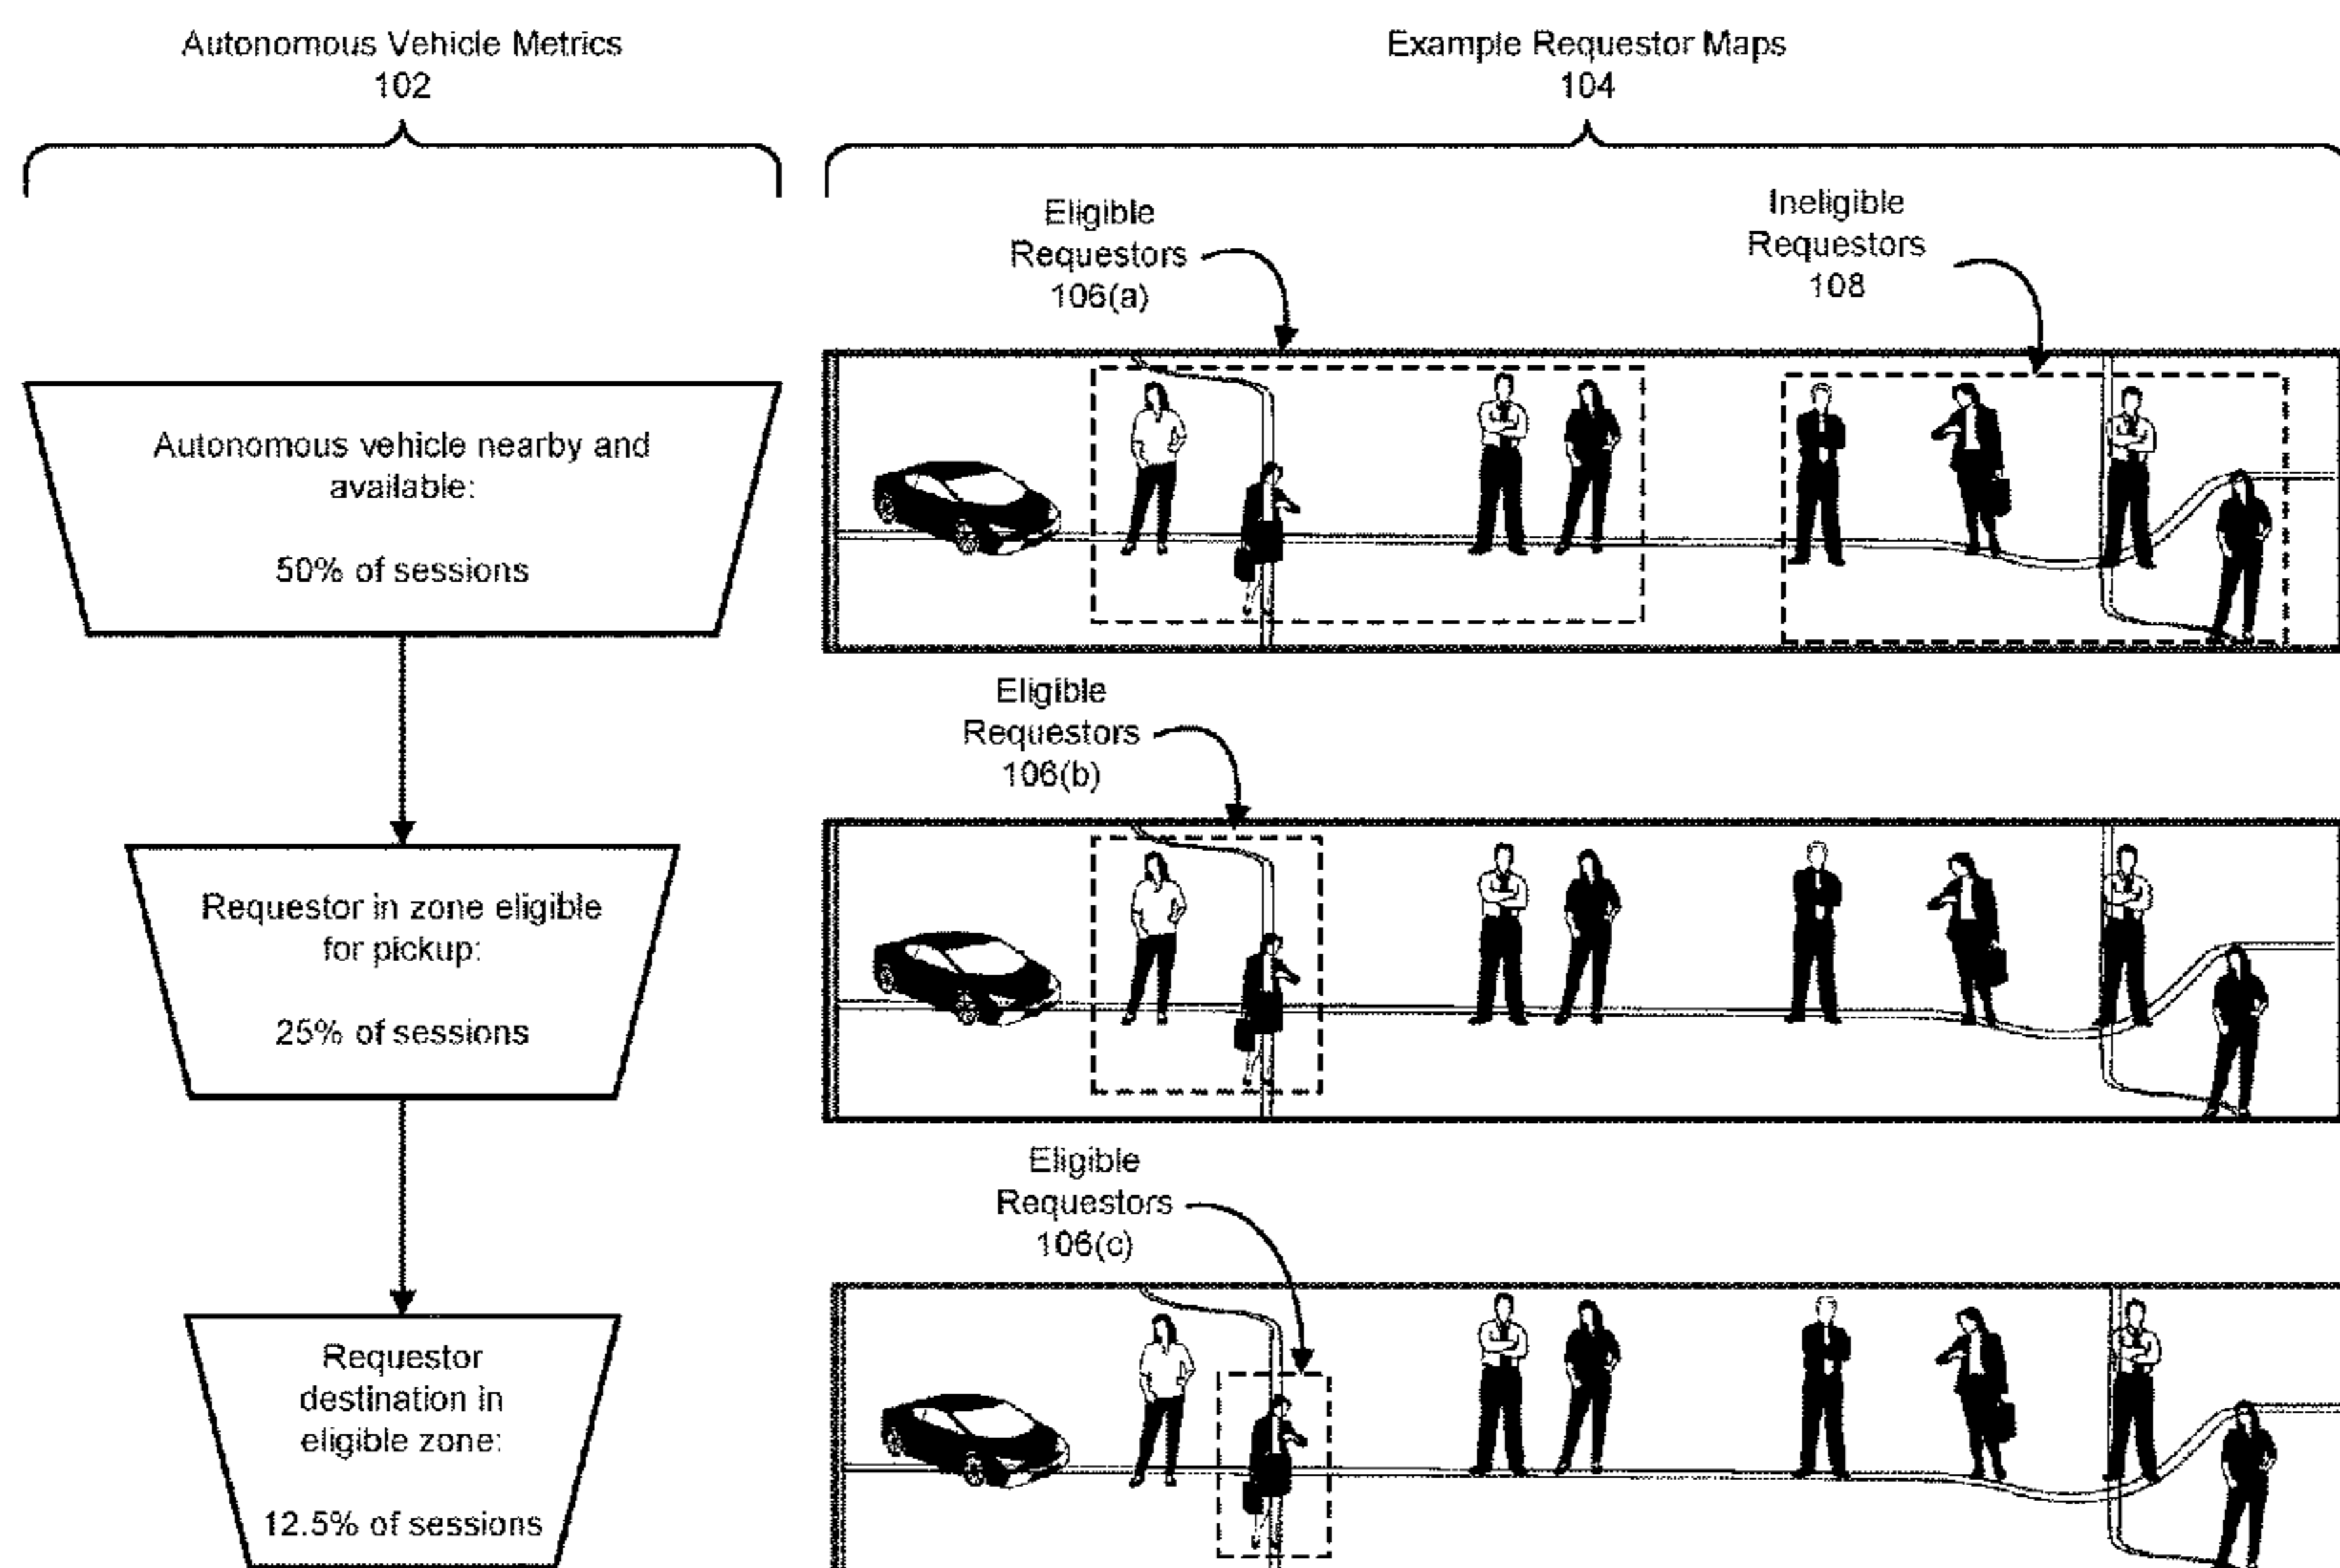 Autonomous Vehicle Metrics
102
Example Requestor Maps
104
Eligible
Requestors
106(a)
Ineligible
Requestors
108
Autonomous vehicle nearby and
available:
50% of sessions
Eligible
Requestors
106(b)
Requestor in zone eligible
for pickup:
25% of sessions
Eligible
Requestors
106(c)
Requestor
destination in
eligible zone:
12.5% of sessions